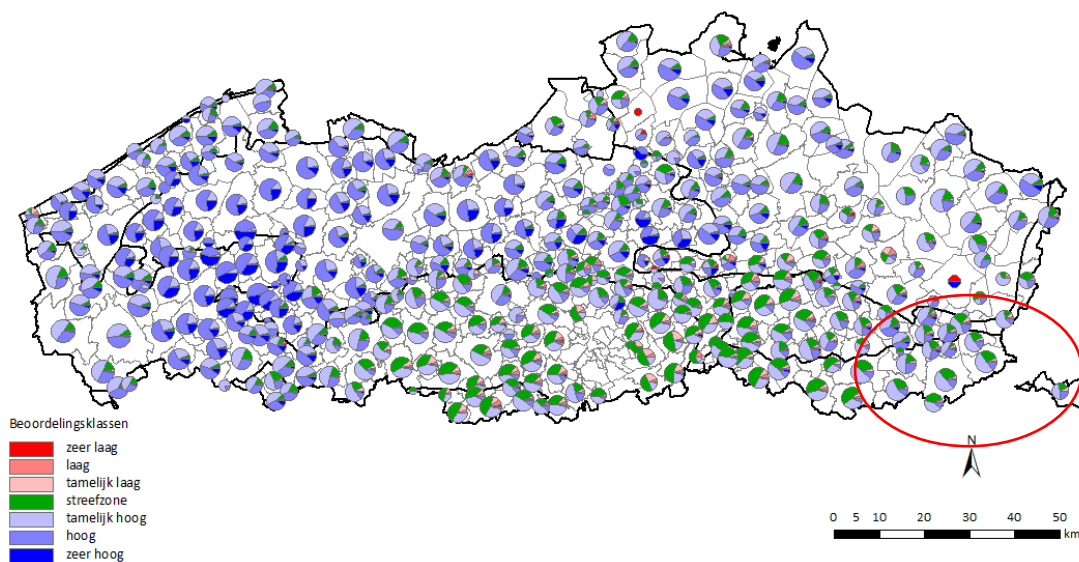 Beoordelingsklassen
zeer laag
laag
tamelijk laag
streefzone
tamelijk hoog
hoog
zeer hoog
N
0 5 10 20 30 40 50
km